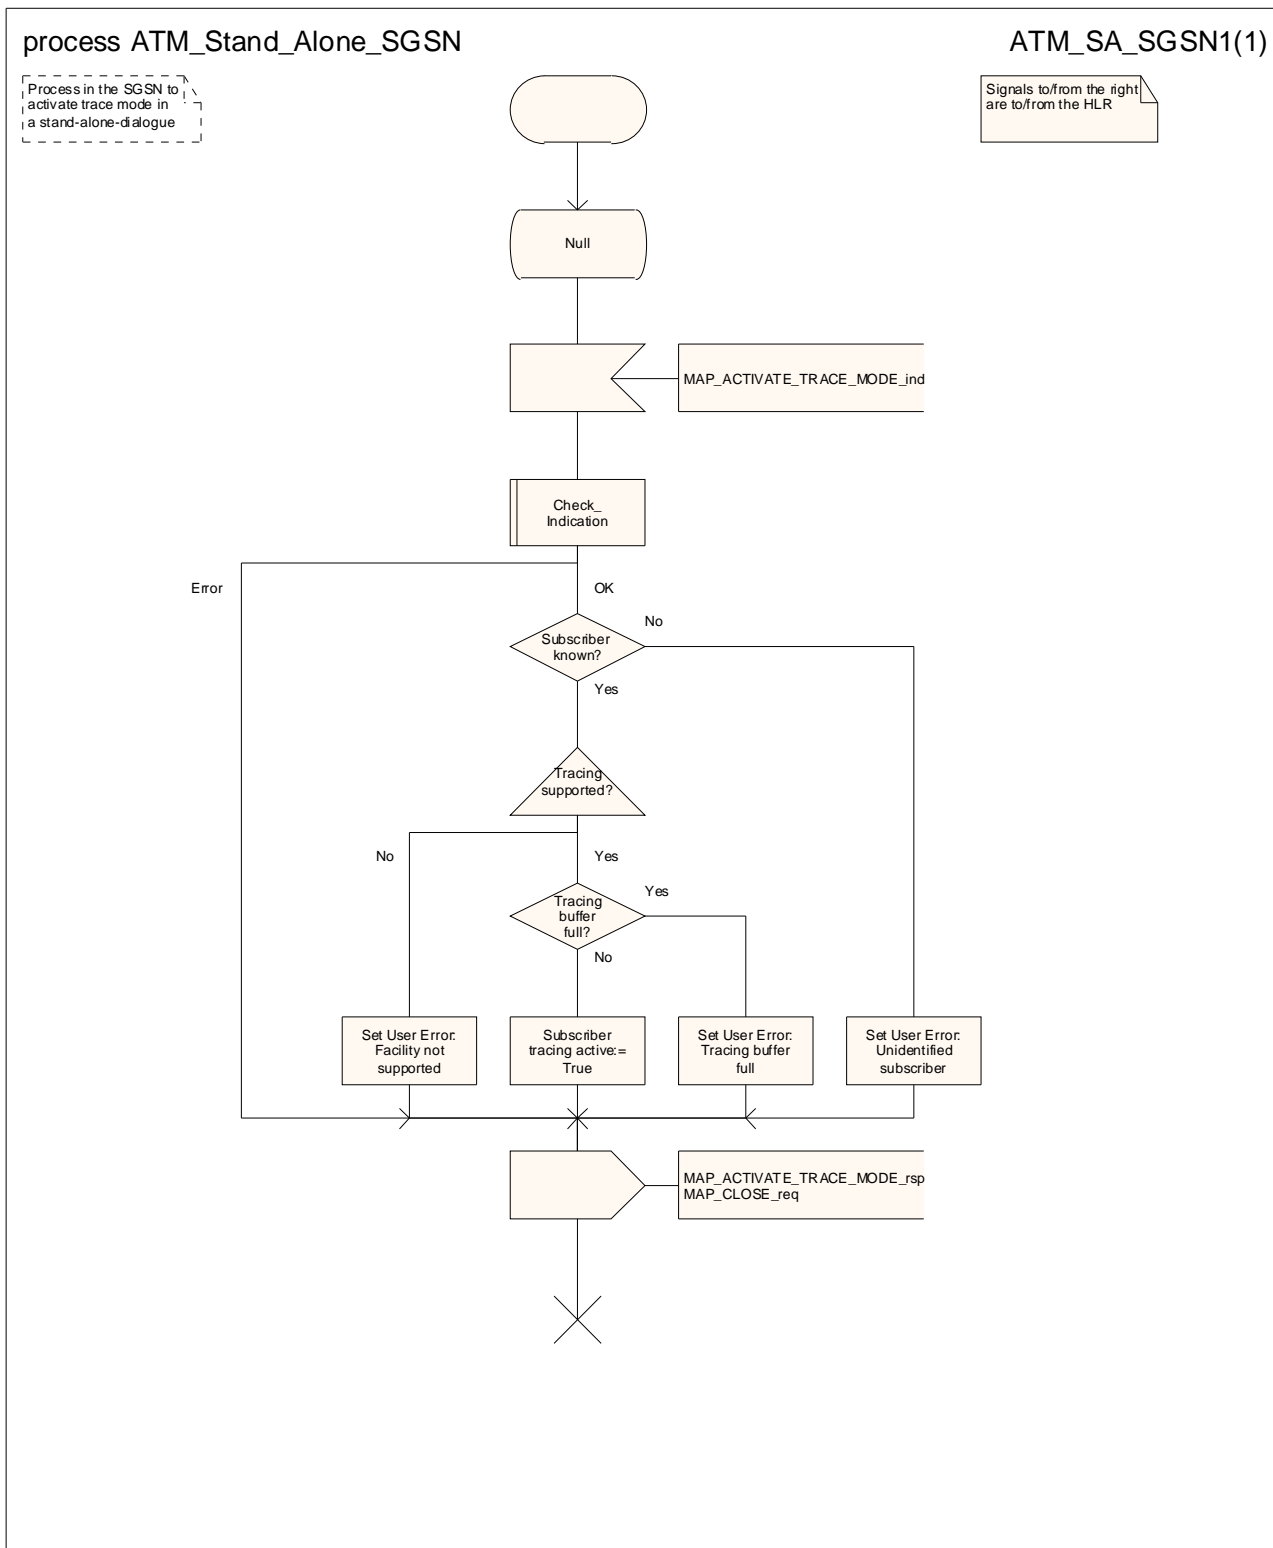 process ATM_Stand_Alone_SGSN
ATM_SA_SGSN1(1)
Process in the SGSN to
activate trace mode in
a stand-alone-dialogue
Signals to/from the right
are to/from the HLR
Null
MAP_ACTIVATE_TRACE_MODE_ind
Check_
Indication
Error
OK
No
Subscriber
known?
Yes
Tracing
supported?
No
Yes
Yes
Tracing
buffer
full?
No
Set User Error:
Facility not
supported
Subscriber
tracing active:=
True
Set User Error:
Tracing buffer
full
Set User Error:
Unidentified
subscriber
MAP_ACTIVATE_TRACE_MODE_rsp
MAP_CLOSE_req